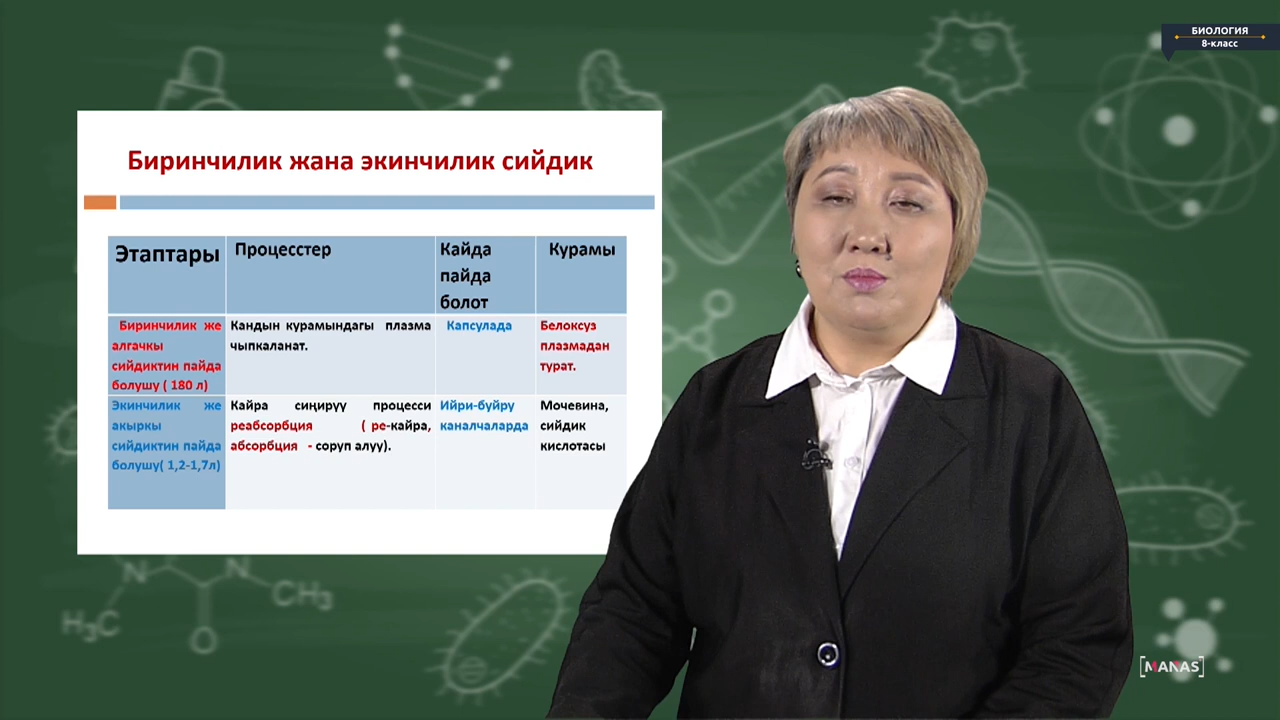 БИОЛОГИЯ
8-класс
Биринчилик жана экинчилик сийдик
Этаптары
Процесстер
Кайда
пайда
болот
Курамы
Биринчилик же
алгачкы
сийдиктин пайда
болушу ( 180 л)
Кандын курамындагы плазма
чыпкаланат.
Капсулада
Белоксуз
плазмадан
турат.
Экинчилик же
акыркы
сийдиктин пайда
болушу( 1,2-1,7л)
Кайра сиңирүү процесси
реабсорбция ( ре-кайра,
абсорбция - соруп алуу).
Ийри-буйру
каналчаларда
Мочевина,
сийдик
кислотасы
H₃C
N
N
CH₃
O
[MANAS]